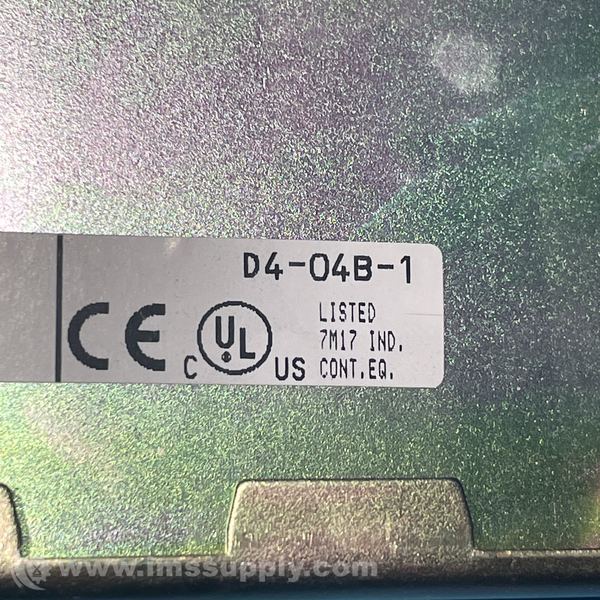 D4-04B-1
CE
C UL US
LISTED
7M17 IND.
CONT.EQ.
www.imssupply.com